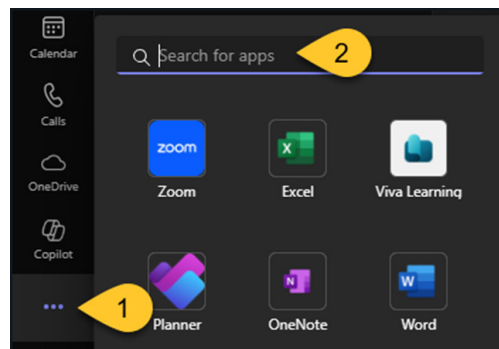 Calendar
Calls
OneDrive
Copilot
1
Search for apps
2
zoom
Zoom
X
Excel
Viva Learning
Planner
N
OneNote
W
Word